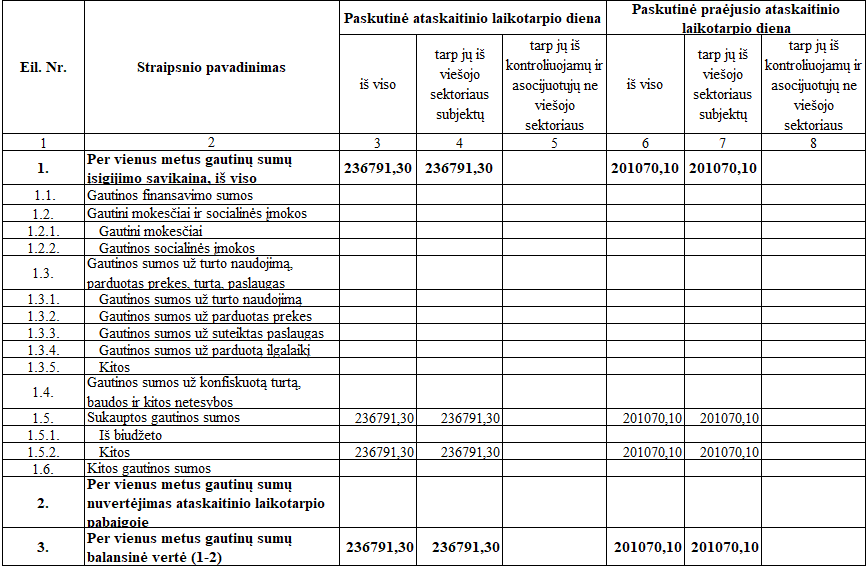 Eil. Nr.
Straipsnio pavadinimas
Paskutinė ataskaitinio laikotarpio diena
Paskutinė praėjusio ataskaitinio
laikotarpio diena
iš viso
tarp jų iš
viešojo
sektoriaus
subjektų
tarp jų iš
kontroliuojamų ir
asocijuotųjų ne
viešojo
sektoriaus
iš viso
tarp jų iš
viešojo
sektoriaus
subjektų
tarp jų iš
kontroliuojamų ir
asocijuotųjų ne
viešojo
sektoriaus
1 2 3 4 5 6 7 8
1. Per vienus metus gautinų sumų
įsigijimo savikaina, iš viso 236791,30 236791,30 201070,10 201070,10
1.1. Gautinos finansavimo sumos
1.2. Gautini mokesčiai ir socialinės įmokos
1.2.1. Gautini mokesčiai
1.2.2. Gautinos socialinės įmokos
1.3. Gautinos sumos už turto naudojimą,
parduotas prekes, turtą, paslaugas
1.3.1. Gautinos sumos už turto naudojimą
1.3.2. Gautinos sumos už parduotas prekes
1.3.3. Gautinos sumos už suteiktas paslaugas
1.3.4. Gautinos sumos už parduotą ilgalaikį
1.3.5. Kitos
1.4. Gautinos sumos už konfiskuotą turtą,
baudos ir kitos netesybos
1.5. Sukauptos gautinos sumos 236791,30 236791,30 201070,10 201070,10
1.5.1. Iš biudžeto
1.5.2. Kitos 236791,30 236791,30 201070,10 201070,10
1.6. Kitos gautinos sumos
2. Per vienus metus gautinų sumų
nuvertėjimas ataskaitinio laikotarpio
pabaigoje
3. Per vienus metus gautinų sumų
balansinė vertė (1-2) 236791,30 236791,30 201070,10 201070,10